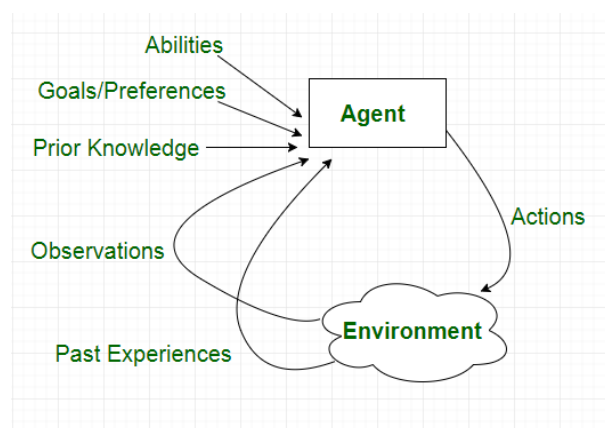 Abilities
Goals/Preferences
Agent
Prior Knowledge
Actions
Observations
Environment
Past Experiences